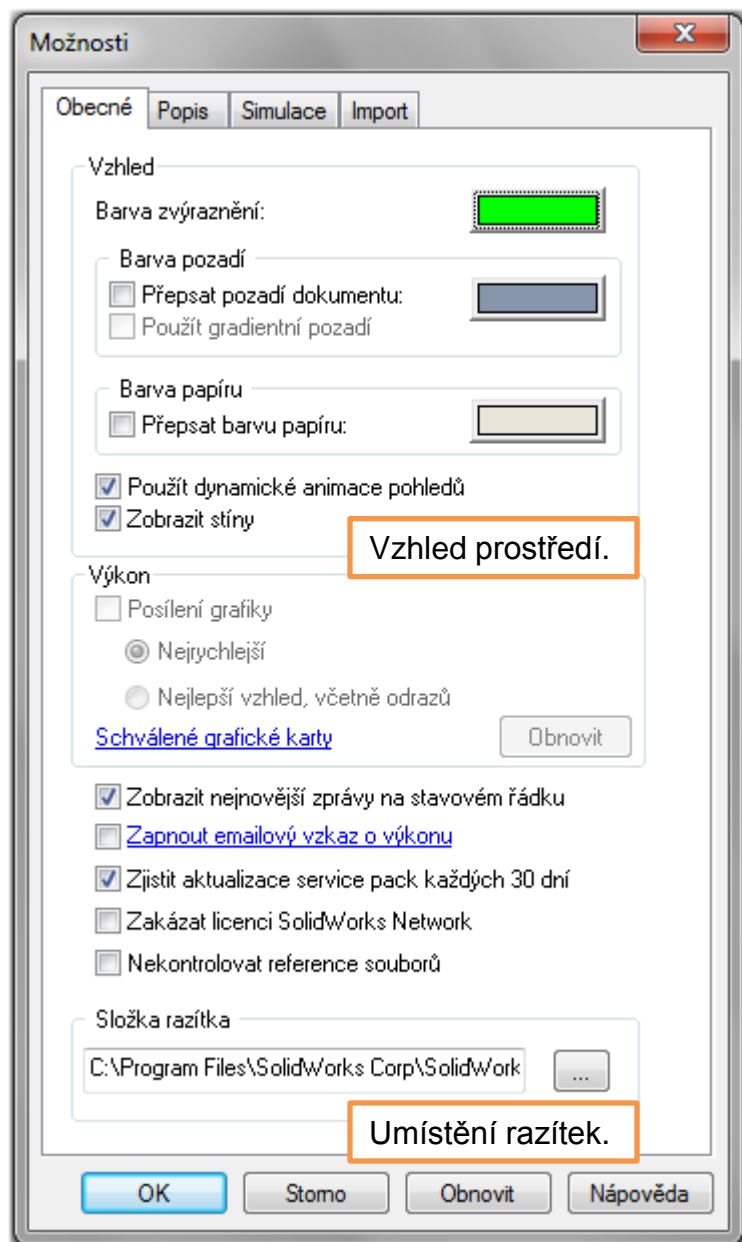 Možnosti
Obecné Popis Simulace Import
Vzhled
Barva zvýraznění:
Barva pozadí
Přepsat pozadí dokumentu:
Použít gradientní pozadí
Barva papíru
Přepsat barvu papíru:
Použít dynamické animace pohledů
Zobrazit stíny
Vzhled prostředí.
Výkon
Posílení grafiky
Nejrychlejší
Nejlepší vzhled, včetně odrazů
Schválené grafické karty Obnovit
Zobrazit nejnovější zprávy na stavovém řádku
Zapnout emailový vzkaz o výkonu
Zjistit aktualizace service pack každých 30 dní
Zakázat licenci SolidWorks Network
Nekontrolovat reference souborů
Složka razítka
C:\Program Files\SolidWorks Corp\SolidWork ...
Umístění razítek.
OK Storno Obnovit Nápověda